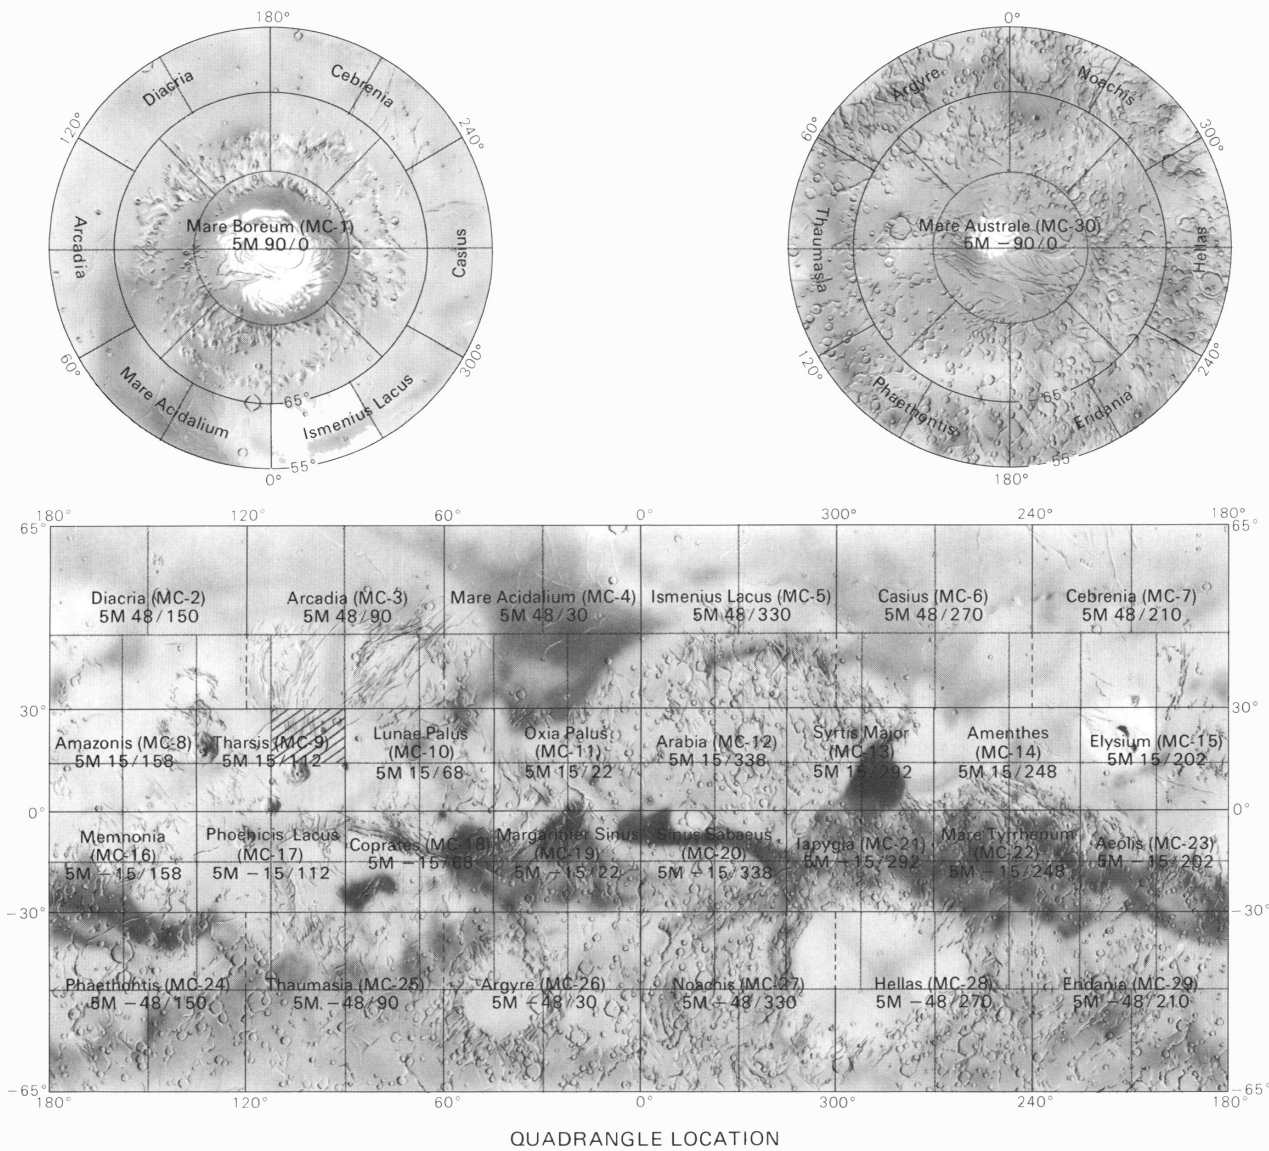 180°
0°
Diacria
Cebrenia
Argyre
Noachis
120°
240°
60°
300°
Arcadia
Mare Boreum (MC-1)
5M 90/0
Casius
Thaumasia
Mare Australe (MC-30)
5M −90/0
Hellas
60°
300°
120°
240°
Mare Acidalium
65°
Ismenius Lacus
55°
0°
Phaethontis
−65°
Eridania
−55°
180°
180° 120° 60° 0° 300° 240° 180°
65° 65°
Diacria (MC-2)
5M 48/150
Arcadia (MC-3)
5M 48/90
Mare Acidalium (MC-4)
5M 48/30
Ismenius Lacus (MC-5)
5M 48/330
Casius (MC-6)
5M 48/270
Cebrenia (MC-7)
5M 48/210
30° 30°
Amazonis (MC-8)
5M 15/158
Tharsis (MC-9)
5M 15/112
Lunae Palus
(MC-10)
5M 15/68
Oxia Palus
(MC-11)
5M 15/22
Arabia (MC-12)
5M 15/338
Syrtis Major
(MC-13)
5M 15/292
Amenthes
(MC-14)
5M 15/248
Elysium (MC-15)
5M 15/202
0° 0°
Memnonia
(MC-16)
5M −15/158
Phoenicis Lacus
(MC-17)
5M −15/112
Coprates (MC-18)
5M −15/68
Margaritifer Sinus
(MC-19)
5M −15/22
Sinus Sabaeus
(MC-20)
5M −15/338
Iapygia (MC-21)
5M −15/292
Mare Tyrrhenum
(MC-22)
5M −15/248
Aeolis (MC-23)
5M −15/202
−30° −30°
Phaethontis (MC-24)
5M −48/150
Thaumasia (MC-25)
5M −48/90
Argyre (MC-26)
5M −48/30
Noachis (MC-27)
5M −48/330
Hellas (MC-28)
5M −48/270
Eridania (MC-29)
5M −48/210
−65° −65°
180° 120° 60° 0° 300° 240° 180°
QUADRANGLE LOCATION